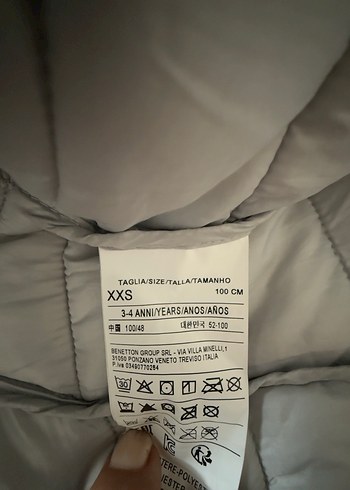 TAGLIA/SIZE/TALLA/TAMANHO
XXS 100 CM
3-4 ANNI/YEARS/ANOS/AÑOS
中国 100/48 대한민국 52-100
BENETTON GROUP SRL - VIA VILLA MINELLI,1
31050 PONZANO VENETO TREVISO ITALIA
P.iva 03490770264
30